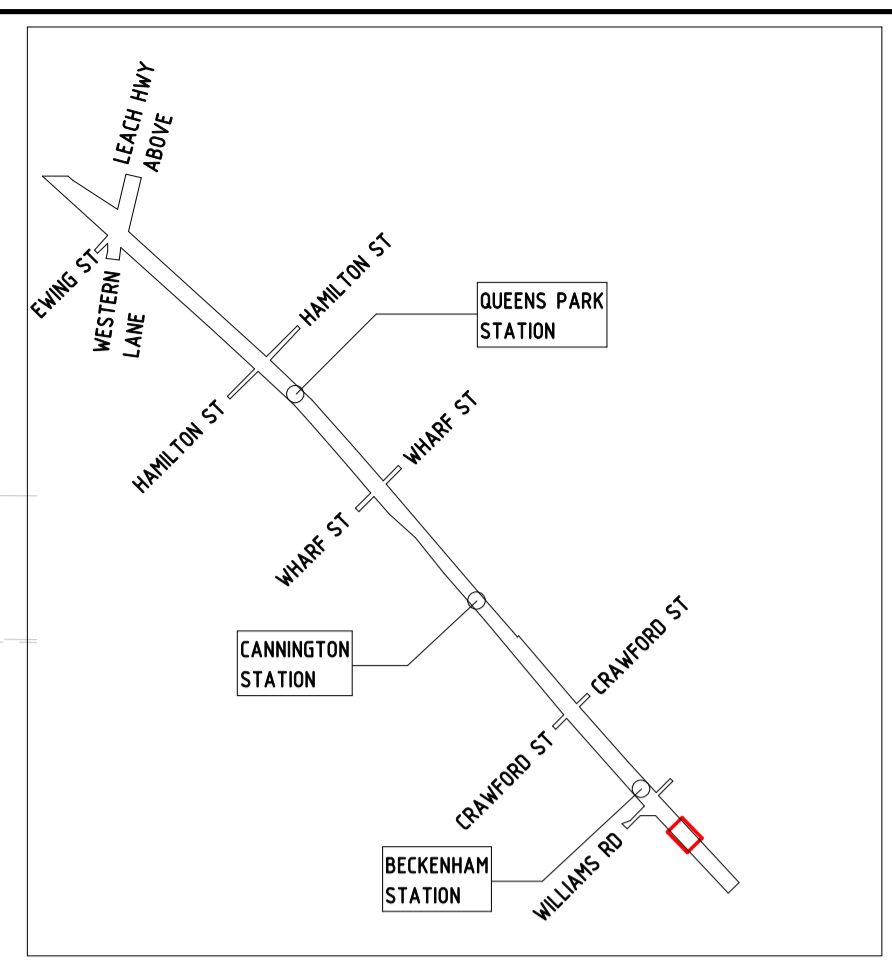 LEACH HWY
ABOVE
EWING ST
WESTERN
LANE
HAMILTON ST
QUEENS PARK
STATION
HAMILTON ST
WHARF ST
WHARF ST
CANNINGTON
STATION
CRAWFORD ST
CRAWFORD ST
BECKENHAM
STATION
WILLIAMS RD